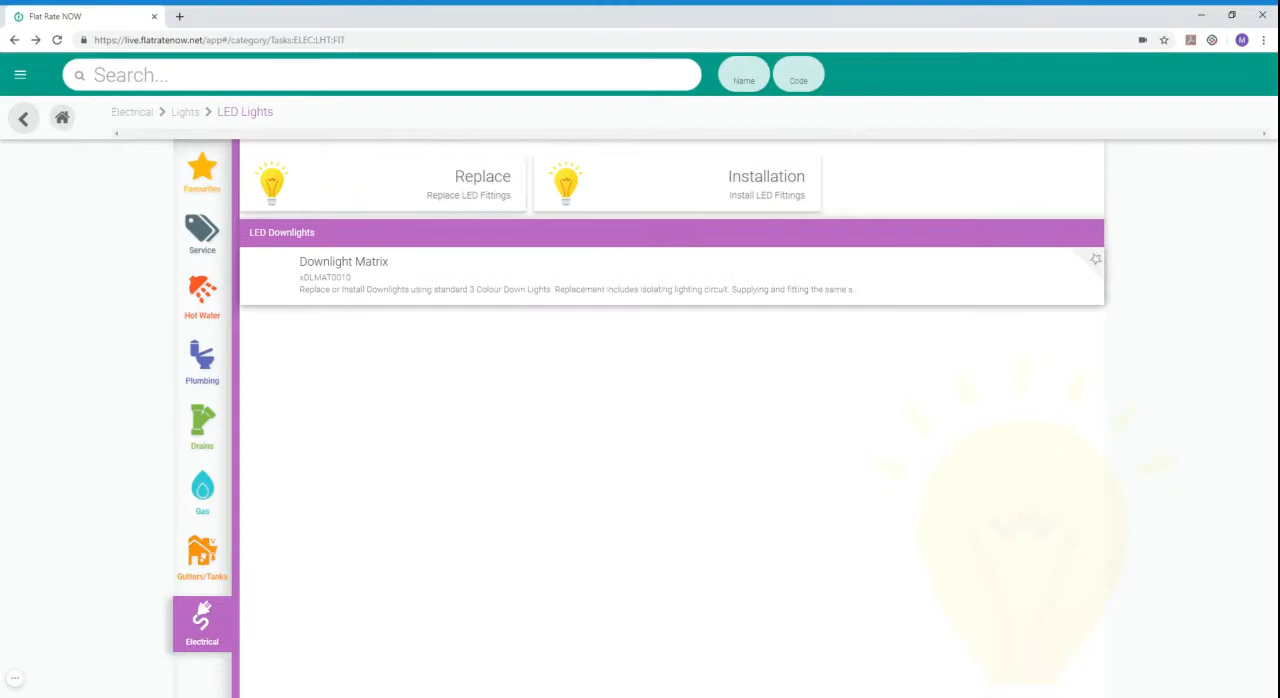 Flat Rate NOW
https://live.flatratenow.net/app#/category/Tasks:ELEC:LHT:FIT
M
Search...
Name
Code
Electrical
Lights
LED Lights
Favourites
Service
Hot Water
Plumbing
Drains
Gas
Gutters/Tanks
Electrical
Replace
Replace LED Fittings
Installation
Install LED Fittings
LED Downlights
Downlight Matrix
xDLMAT0010
Replace or Install Downlights using standard 3 Colour Down Lights. Replacement includes isolating lighting circuit. Supplying and fitting the same s...